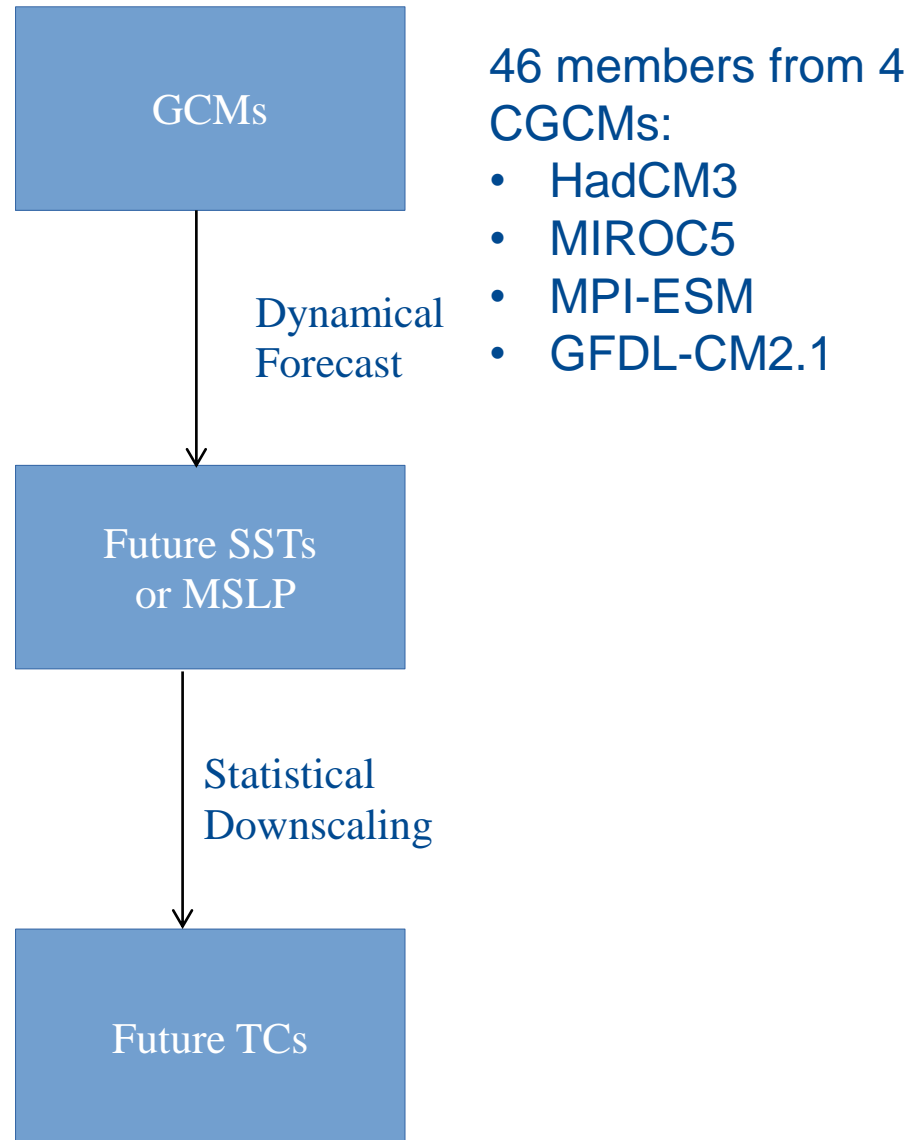 GCMs
46 members from 4
CGCMs:
• HadCM3
• MIROC5
• MPI-ESM
• GFDL-CM2.1
Dynamical
Forecast
Future SSTs
or MSLP
Statistical
Downscaling
Future TCs